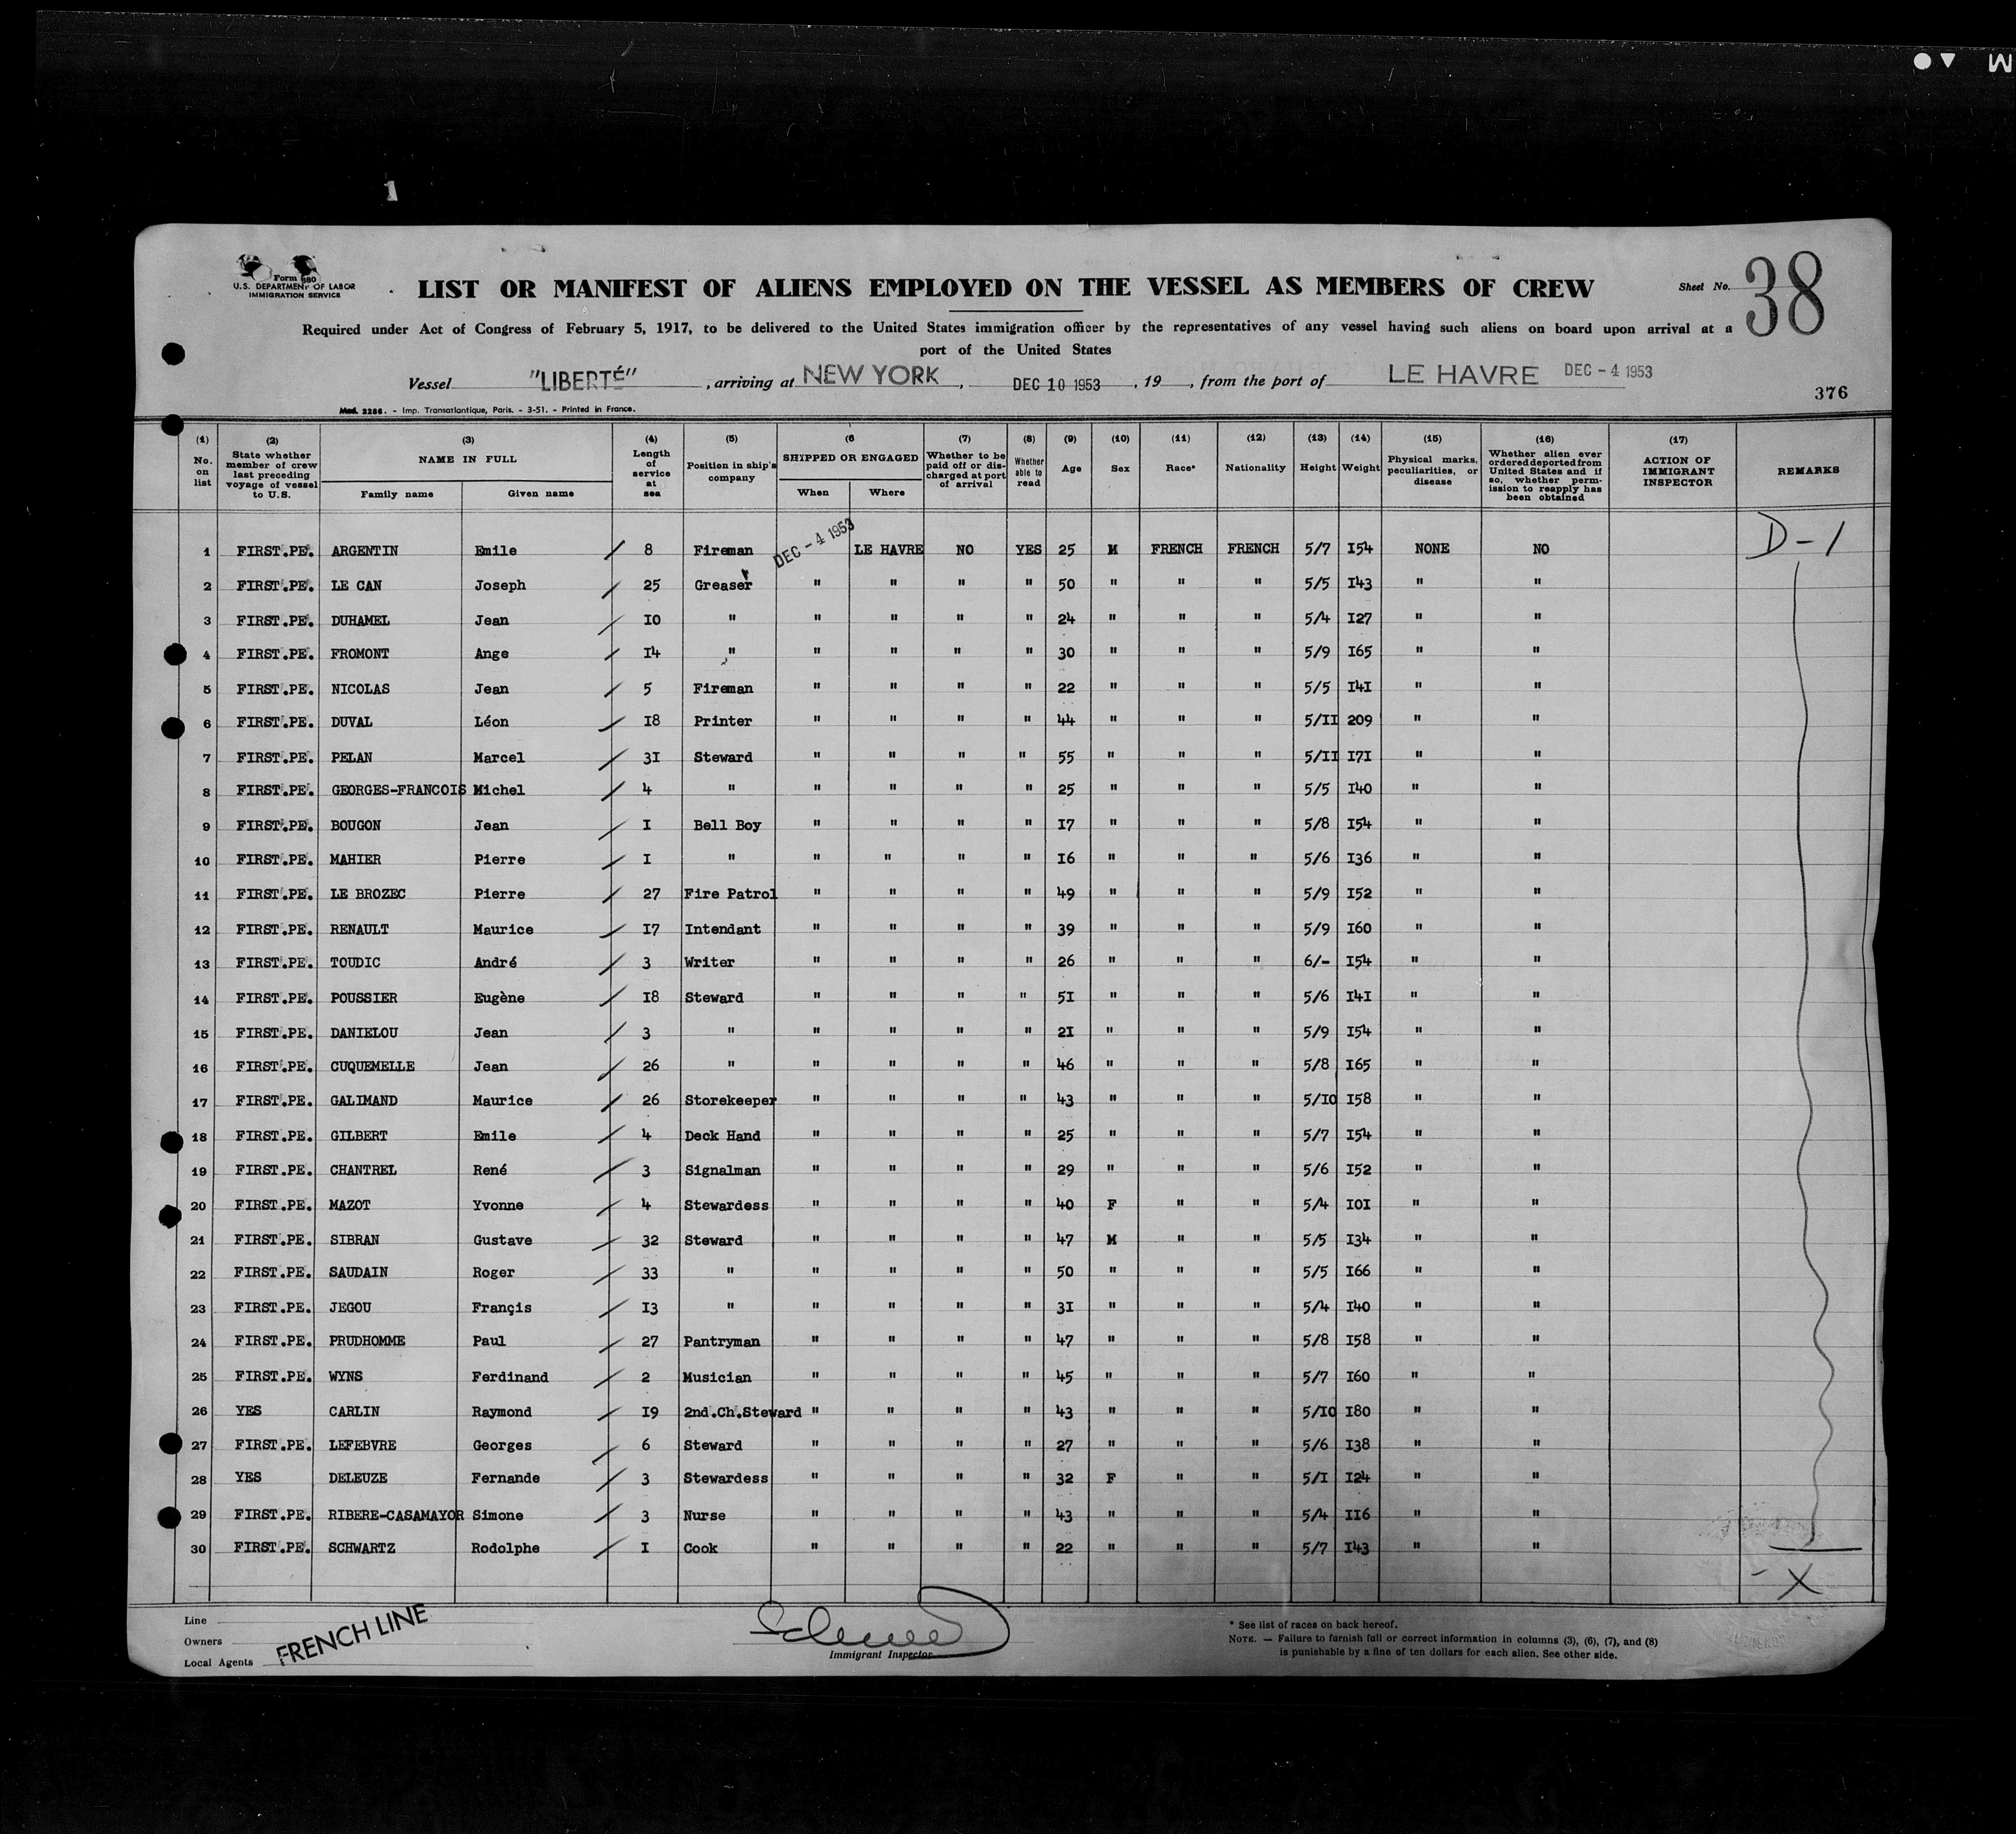 M
1
Form 680
U.S. DEPARTMENT OF LABOR
IMMIGRATION SERVICE
LIST OR MANIFEST OF ALIENS EMPLOYED ON THE VESSEL AS MEMBERS OF CREW
Sheet No. 38
Required under Act of Congress of February 5, 1917, to be delivered to the United States immigration officer by the representatives of any vessel having such aliens on board upon arrival at a
port of the United States
Vessel "LIBERTÉ", arriving at NEW YORK, DEC 10 1953, 19 , from the port of LE HAVRE DEC - 4 1953
376
Mod. 2286. - Imp. Transatlantique, Paris. - 3-51. - Printed in France.
(1) No. on list (2) State whether member of crew last preceding voyage of vessel to U.S. (3) NAME IN FULL Family name Given name (4) Length of service at sea (5) Position in ship's company (6 SHIPPED OR ENGAGED When Where (7) Whether to be paid off or discharged at port of arrival (8) Whether able to read (9) Age (10) Sex (11) Race* (12) Nationality (13) Height (14) Weight (15) Physical marks, peculiarities, or disease (16) Whether alien ever ordered deported from United States and if so, whether permission to reapply has been obtained (17) ACTION OF IMMIGRANT INSPECTOR REMARKS
1 FIRST.PE. ARGENTIN Emile / 8 Fireman DEC - 4 1953 LE HAVRE NO YES 25 M FRENCH FRENCH 5/7 154 NONE NO D-1
2 FIRST.PE. LE CAN Joseph / 25 Greaser " " " " 50 " " " 5/5 143 " "
3 FIRST.PE. DUHAMEL Jean / 10 " " " " " 24 " " " 5/4 127 " "
4 FIRST.PE. FROMONT Ange / 14 " " " " " 30 " " " 5/9 165 " "
5 FIRST.PE. NICOLAS Jean / 5 Fireman " " " " 22 " " " 5/5 141 " "
6 FIRST.PE. DUVAL Léon / 18 Printer " " " " 44 " " " 5/11 209 " "
7 FIRST.PE. PELAN Marcel / 31 Steward " " " " 55 " " " 5/11 171 " "
8 FIRST.PE. GEORGES-FRANCOIS Michel / 4 " " " " " 25 " " " 5/5 140 " "
9 FIRST.PE. BOUGON Jean / 1 Bell Boy " " " " 17 " " " 5/8 154 " "
10 FIRST.PE. MAHIER Pierre / 1 " " " " " 16 " " " 5/6 136 " "
11 FIRST.PE. LE BROZEC Pierre / 27 Fire Patrol " " " " 49 " " " 5/9 152 " "
12 FIRST.PE. RENAULT Maurice / 17 Intendant " " " " 39 " " " 5/9 160 " "
13 FIRST.PE. TOUDIC André / 3 Writer " " " " 26 " " " 6/- 154 " "
14 FIRST.PE. POUSSIER Eugène / 18 Steward " " " " 51 " " " 5/6 141 " "
15 FIRST.PE. DANIELOU Jean / 3 " " " " " 21 " " " 5/9 154 " "
16 FIRST.PE. CUQUEMELLE Jean / 26 " " " " " 46 " " " 5/8 165 " "
17 FIRST.PE. GALIMAND Maurice / 26 Storekeeper " " " " 43 " " " 5/10 158 " "
18 FIRST.PE. GILBERT Emile / 4 Deck Hand " " " " 25 " " " 5/7 154 " "
19 FIRST.PE. CHANTREL René / 3 Signalman " " " " 29 " " " 5/6 152 " "
20 FIRST.PE. MAZOT Yvonne / 4 Stewardess " " " " 40 F " " 5/4 101 " "
21 FIRST.PE. SIBRAN Gustave / 32 Steward " " " " 47 M " " 5/5 134 " "
22 FIRST.PE. SAUDAIN Roger / 33 " " " " " 50 " " " 5/5 166 " "
23 FIRST.PE. JEGOU Françis / 13 " " " " " 31 " " " 5/4 140 " "
24 FIRST.PE. PRUDHOMME Paul / 27 Pantryman " " " " 47 " " " 5/8 158 " "
25 FIRST.PE. WYNS Ferdinand / 2 Musician " " " " 45 " " " 5/7 160 " "
26 YES CARLIN Raymond / 19 2nd.Ch.Steward " " " " 43 " " " 5/10 180 " "
27 FIRST.PE. LEFEBVRE Georges / 6 Steward " " " " 27 " " " 5/6 138 " "
28 YES DELEUZE Fernande / 3 Stewardess " " " " 32 F " " 5/1 124 " "
29 FIRST.PE. RIBERE-CASAMAYOR Simone / 3 Nurse " " " " 43 " " " 5/4 116 " "
30 FIRST.PE. SCHWARTZ Rodolphe / 1 Cook " " " " 22 " " " 5/7 143 " "
- X
Line
Owners
Local Agents
FRENCH LINE
Immigrant Inspector
* See list of races on back hereof.
NOTE. — Failure to furnish full or correct information in columns (3), (6), (7), and (8)
is punishable by a fine of ten dollars for each alien. See other side.